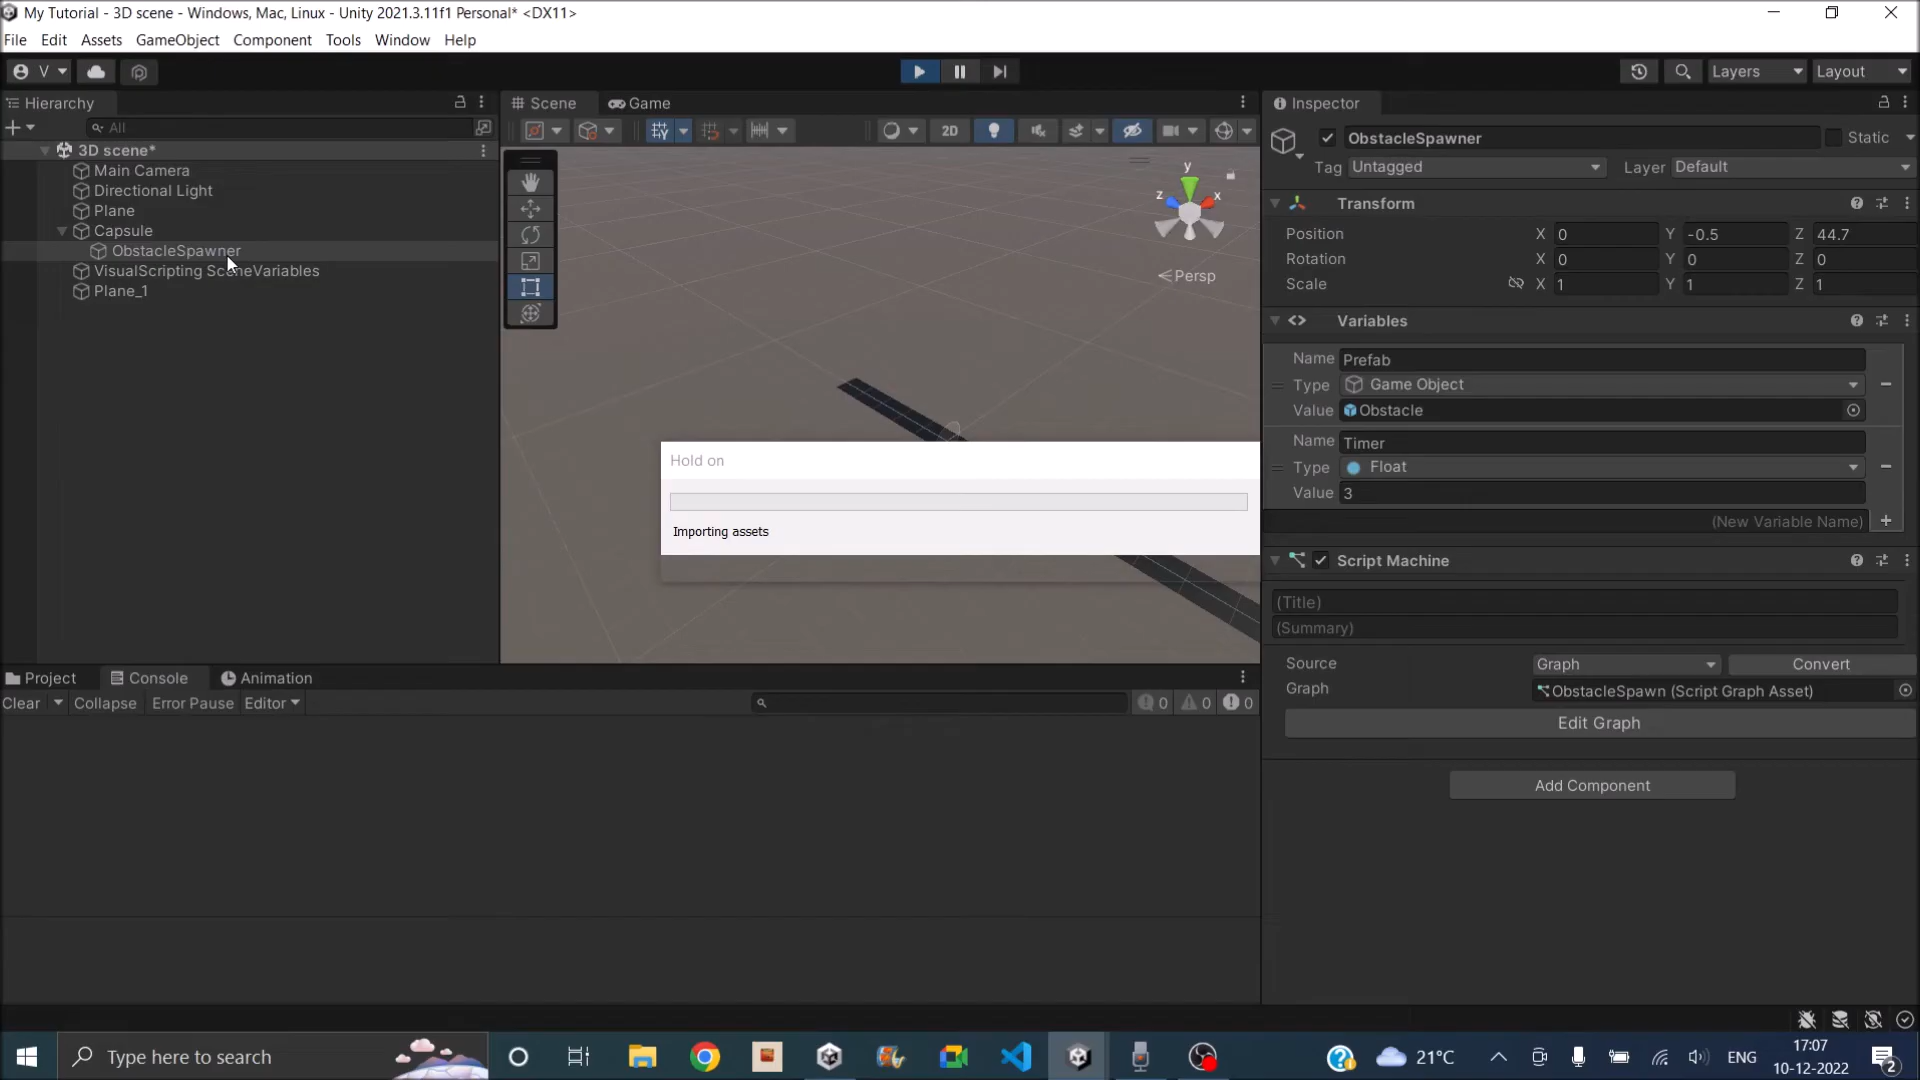 My Tutorial - 3D scene - Windows, Mac, Linux - Unity 2021.3.11f1 Personal* <DX11>
File Edit Assets GameObject Component Tools Window Help
V Layers Layout
Hierarchy
All
3D scene*
Main Camera
Directional Light
Plane
Capsule
ObstacleSpawner
VisualScripting SceneVariables
Plane_1
Scene Game
2D
y
z x
Persp
Hold on
Importing assets
Inspector
ObstacleSpawner Static
Tag Untagged Layer Default
Transform
Position X 0 Y -0.5 Z 44.7
Rotation X 0 Y 0 Z 0
Scale X 1 Y 1 Z 1
Variables
Name Prefab
Type Game Object
Value Obstacle
Name Timer
Type Float
Value 3
(New Variable Name)
Script Machine
(Title)
(Summary)
Source Graph Convert
Graph ObstacleSpawn (Script Graph Asset)
Edit Graph
Add Component
Project Console Animation
Clear Collapse Error Pause Editor 0 0 0
Type here to search
21°C ENG
17:07
10-12-2022
2